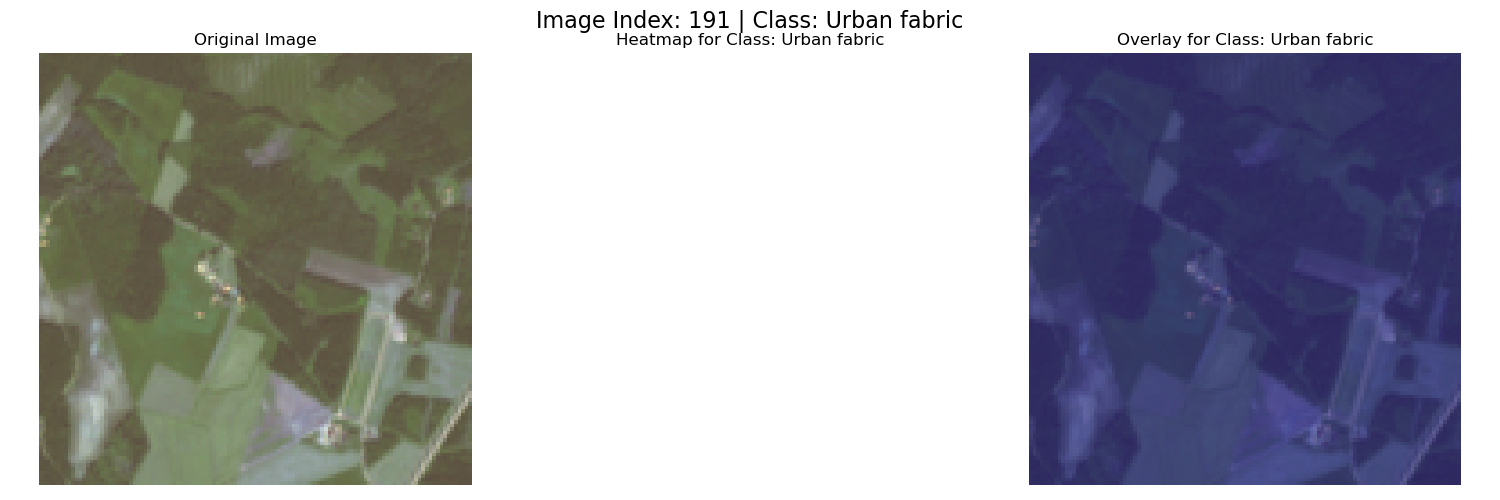 Image Index: 191 | Class: Urban fabric
Original Image
Heatmap for Class: Urban fabric
Overlay for Class: Urban fabric